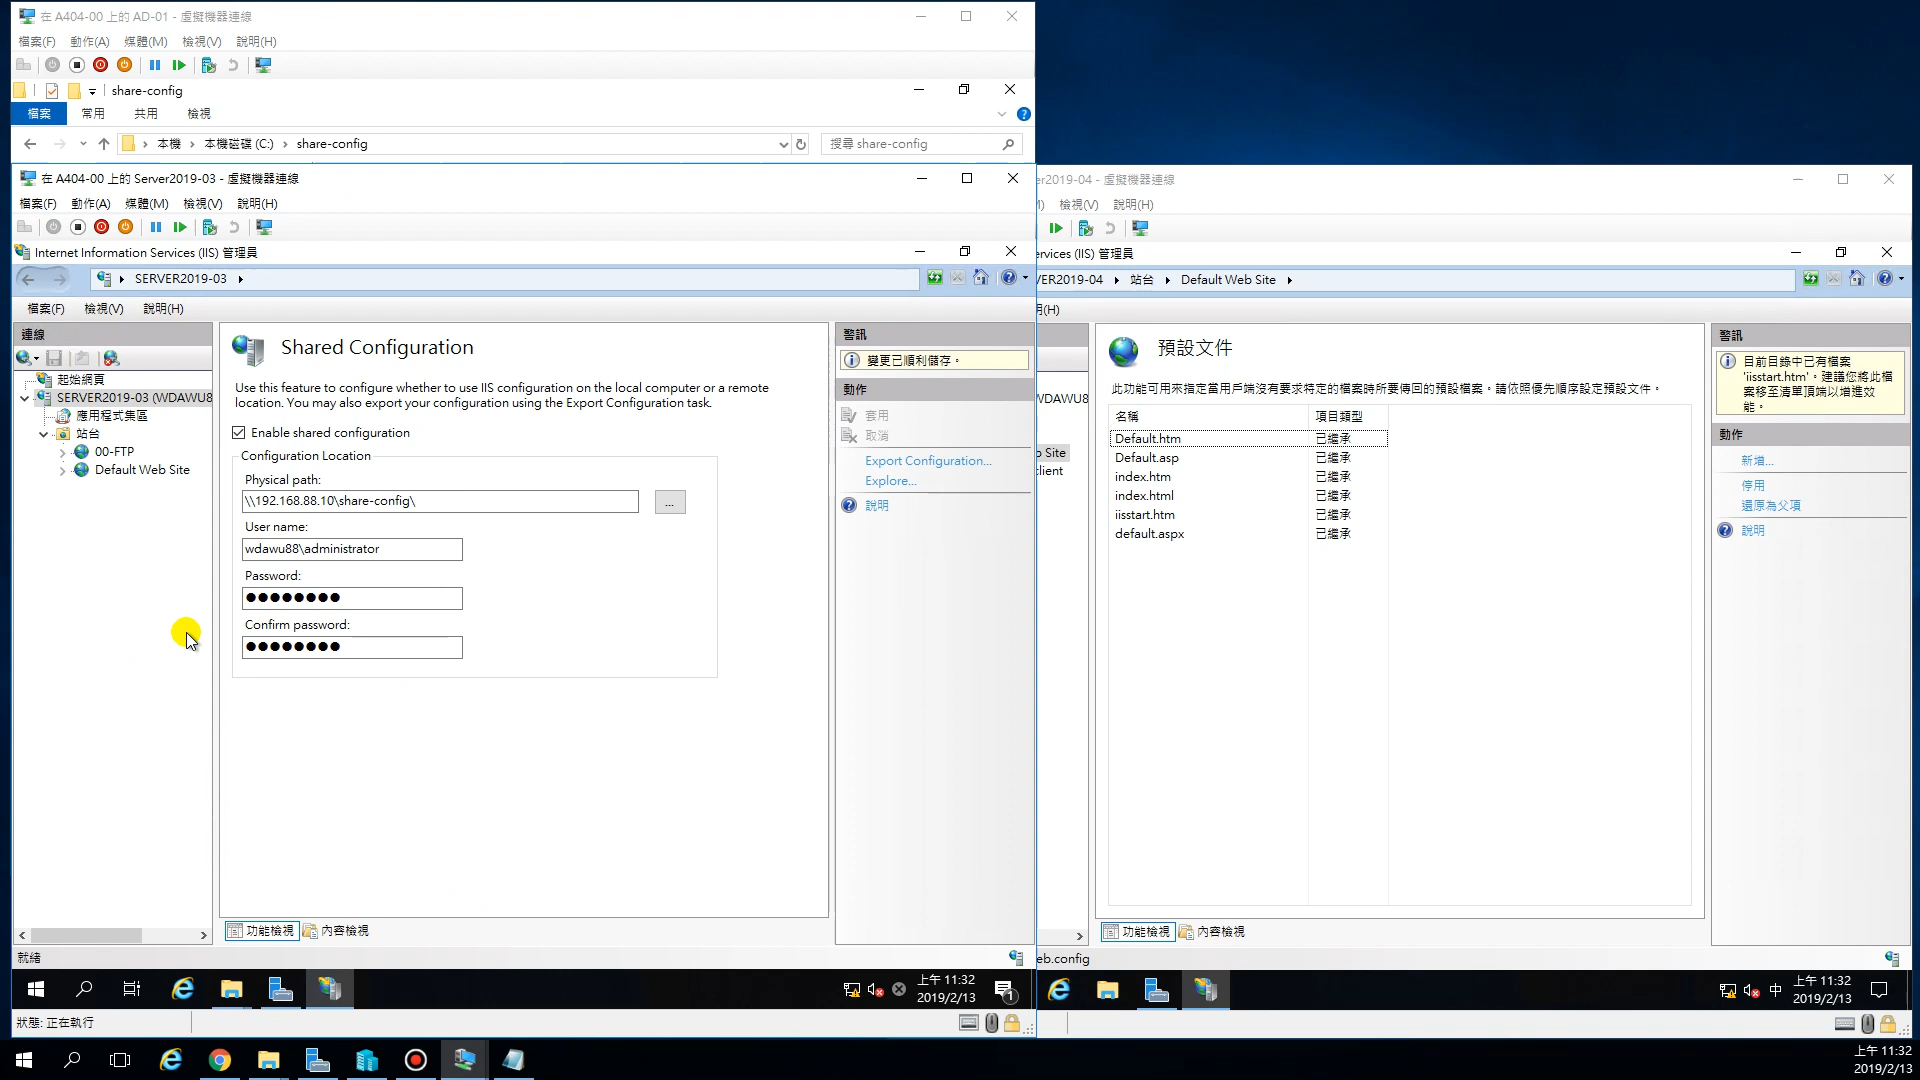 在 A404-00 上的 AD-01 - 虛擬機器連線
檔案(F) 動作(A) 媒體(M) 檢視(V) 說明(H)
share-config
檔案 常用 共用 檢視
本機 本機磁碟 (C:) share-config
搜尋 share-config
在 A404-00 上的 Server2019-03 - 虛擬機器連線
檔案(F) 動作(A) 媒體(M) 檢視(V) 說明(H)
Internet Information Services (IIS) 管理員
SERVER2019-03
檔案(F) 檢視(V) 說明(H)
連線
起始網頁
SERVER2019-03 (WDAWU8
應用程式集區
站台
00-FTP
Default Web Site
Shared Configuration
Use this feature to configure whether to use IIS configuration on the local computer or a remote
location. You may also export your configuration using the Export Configuration task.
Enable shared configuration
Configuration Location
Physical path:
\\192.168.88.10\share-config\
...
User name:
wdawu88\administrator
Password:
●●●●●●●●
Confirm password:
●●●●●●●●
功能檢視 內容檢視
警訊
變更已順利儲存。
動作
套用
取消
Export Configuration...
Explore...
說明
就緒
上午 11:32
2019/2/13
1
狀態: 正在執行
er2019-04 - 虛擬機器連線
檢視(V) 說明(H)
ervices (IIS) 管理員
VER2019-04 站台 Default Web Site
明(H)
WDAWU8
b Site
lient
預設文件
此功能可用來指定當用戶端沒有要求特定的檔案時所要傳回的預設檔案。請依照優先順序設定預設文件。
名稱 項目類型
Default.htm 已繼承
Default.asp 已繼承
index.htm 已繼承
index.html 已繼承
iisstart.htm 已繼承
default.aspx 已繼承
功能檢視 內容檢視
警訊
目前目錄中已有檔案
'iisstart.htm'。建議您將此檔
案移至清單頂端以增進效
能。
動作
新增...
停用
還原為父項
說明
eb.config
中
上午 11:32
2019/2/13
上午 11:32
2019/2/13